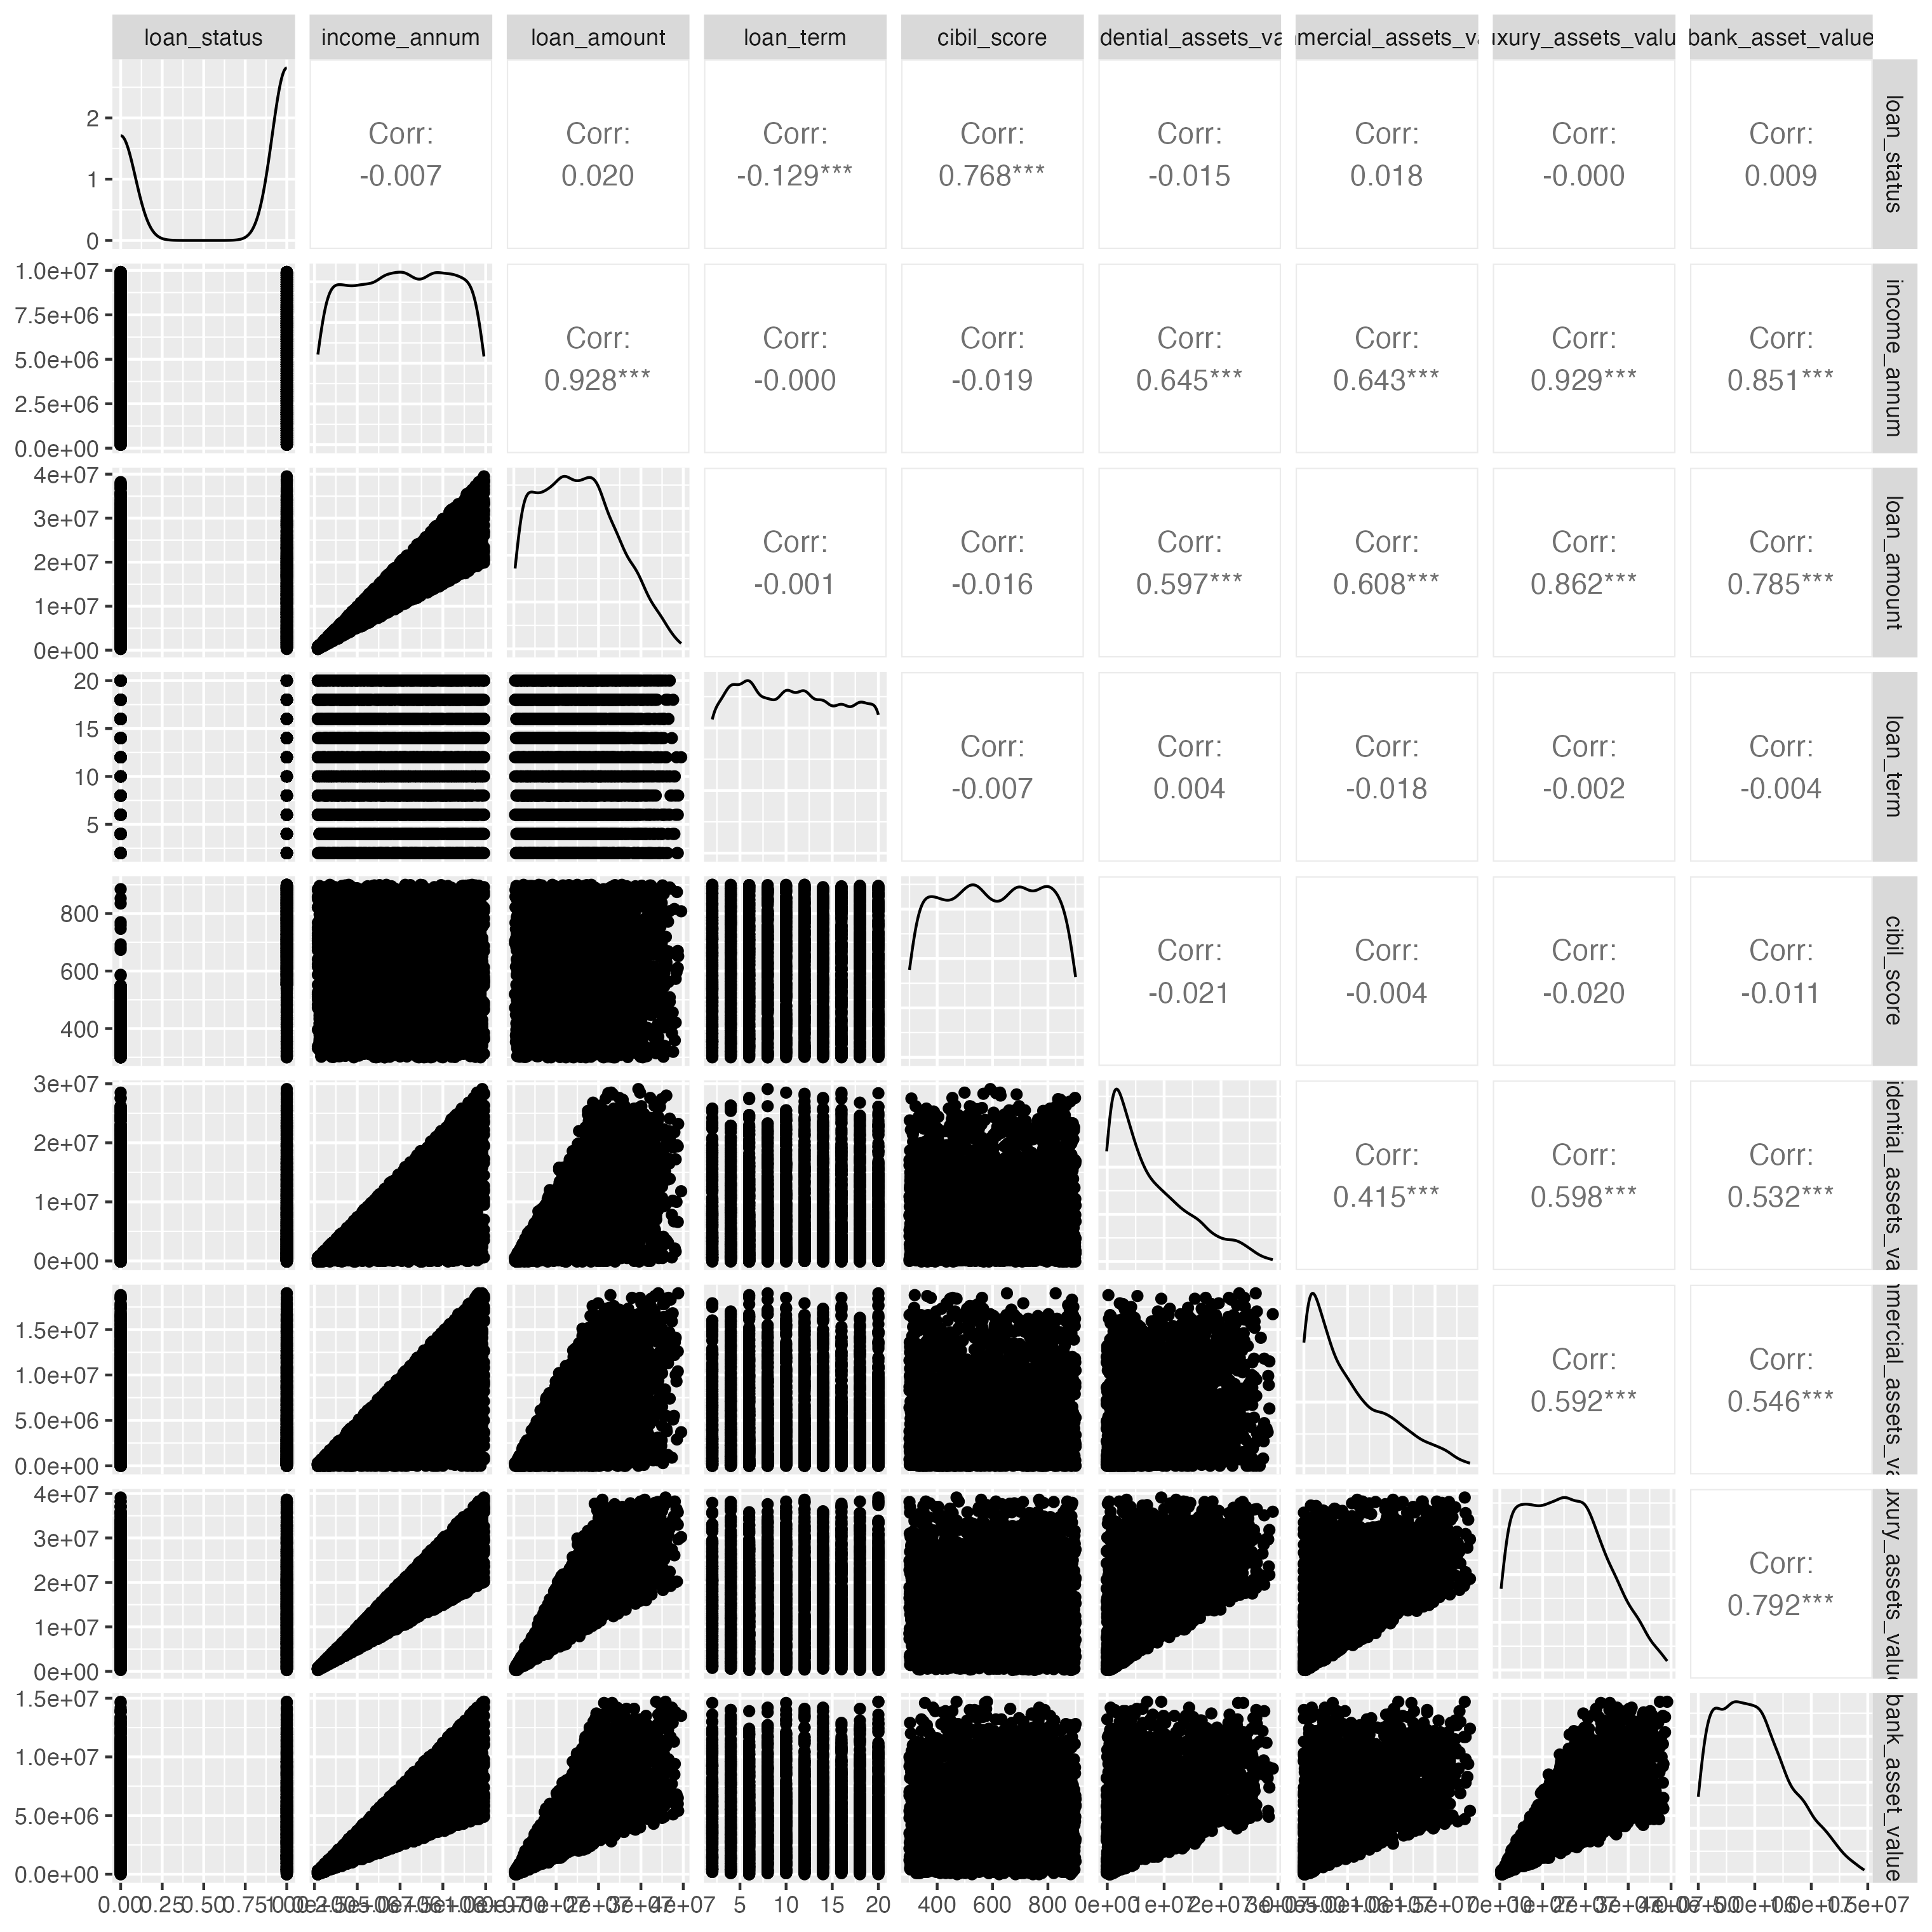 loan_status income_annum loan_amount loan_term cibil_score dential_assets_va mmercial_assets_va uxury_assets_valu bank_asset_value
2
1
0
Corr:
-0.007
Corr:
0.020
Corr:
-0.129***
Corr:
0.768***
Corr:
-0.015
Corr:
0.018
Corr:
-0.000
Corr:
0.009
loan_status
1.0e+07
7.5e+06
5.0e+06
2.5e+06
0.0e+00
Corr:
0.928***
Corr:
-0.000
Corr:
-0.019
Corr:
0.645***
Corr:
0.643***
Corr:
0.929***
Corr:
0.851***
income_annum
4e+07
3e+07
2e+07
1e+07
0e+00
Corr:
-0.001
Corr:
-0.016
Corr:
0.597***
Corr:
0.608***
Corr:
0.862***
Corr:
0.785***
loan_amount
20
15
10
5
Corr:
-0.007
Corr:
0.004
Corr:
-0.018
Corr:
-0.002
Corr:
-0.004
loan_term
800
600
400
Corr:
-0.021
Corr:
-0.004
Corr:
-0.020
Corr:
-0.011
cibil_score
3e+07
2e+07
1e+07
0e+00
Corr:
0.415***
Corr:
0.598***
Corr:
0.532***
idential_assets_va
1.5e+07
1.0e+07
5.0e+06
0.0e+00
Corr:
0.592***
Corr:
0.546***
nmercial_assets_va
4e+07
3e+07
2e+07
1e+07
0e+00
Corr:
0.792***
uxury_assets_valu
1.5e+07
1.0e+07
5.0e+06
0.0e+00
bank_asset_value
0.00 0.25 0.50 0.75 1.00
5 10 15 20
400 600 800
0e+00 1e+07 2e+07